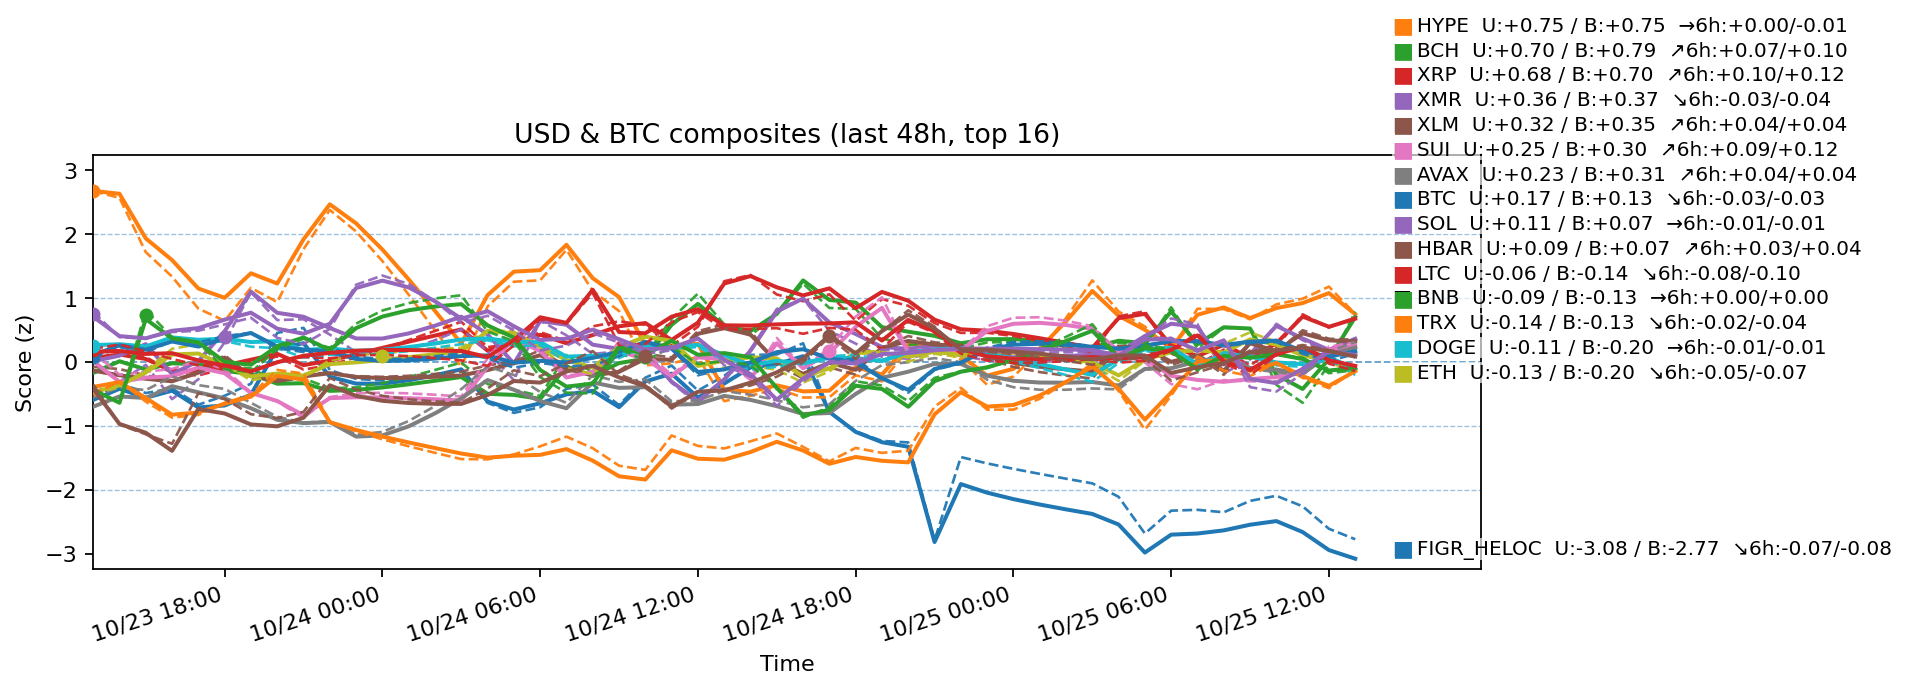 HYPE  U:+0.75 / B:+0.75  →6h:+0.00/-0.01
BCH  U:+0.70 / B:+0.79  ↗6h:+0.07/+0.10
XRP  U:+0.68 / B:+0.70  ↗6h:+0.10/+0.12
XMR  U:+0.36 / B:+0.37  ↘6h:-0.03/-0.04
XLM  U:+0.32 / B:+0.35  ↗6h:+0.04/+0.04
SUI  U:+0.25 / B:+0.30  ↗6h:+0.09/+0.12
AVAX  U:+0.23 / B:+0.31  ↗6h:+0.04/+0.04
BTC  U:+0.17 / B:+0.13  ↘6h:-0.03/-0.03
SOL  U:+0.11 / B:+0.07  →6h:-0.01/-0.01
HBAR  U:+0.09 / B:+0.07  ↗6h:+0.03/+0.04
LTC  U:-0.06 / B:-0.14  ↘6h:-0.08/-0.10
BNB  U:-0.09 / B:-0.13  →6h:+0.00/+0.00
TRX  U:-0.14 / B:-0.13  ↘6h:-0.02/-0.04
DOGE  U:-0.11 / B:-0.20  →6h:-0.01/-0.01
ETH  U:-0.13 / B:-0.20  ↘6h:-0.05/-0.07
FIGR_HELOC  U:-3.08 / B:-2.77  ↘6h:-0.07/-0.08
USD & BTC composites (last 48h, top 16)
Score (z)
3
2
1
0
−1
−2
−3
10/23 18:00
10/24 00:00
10/24 06:00
10/24 12:00
10/24 18:00
10/25 00:00
10/25 06:00
10/25 12:00
Time